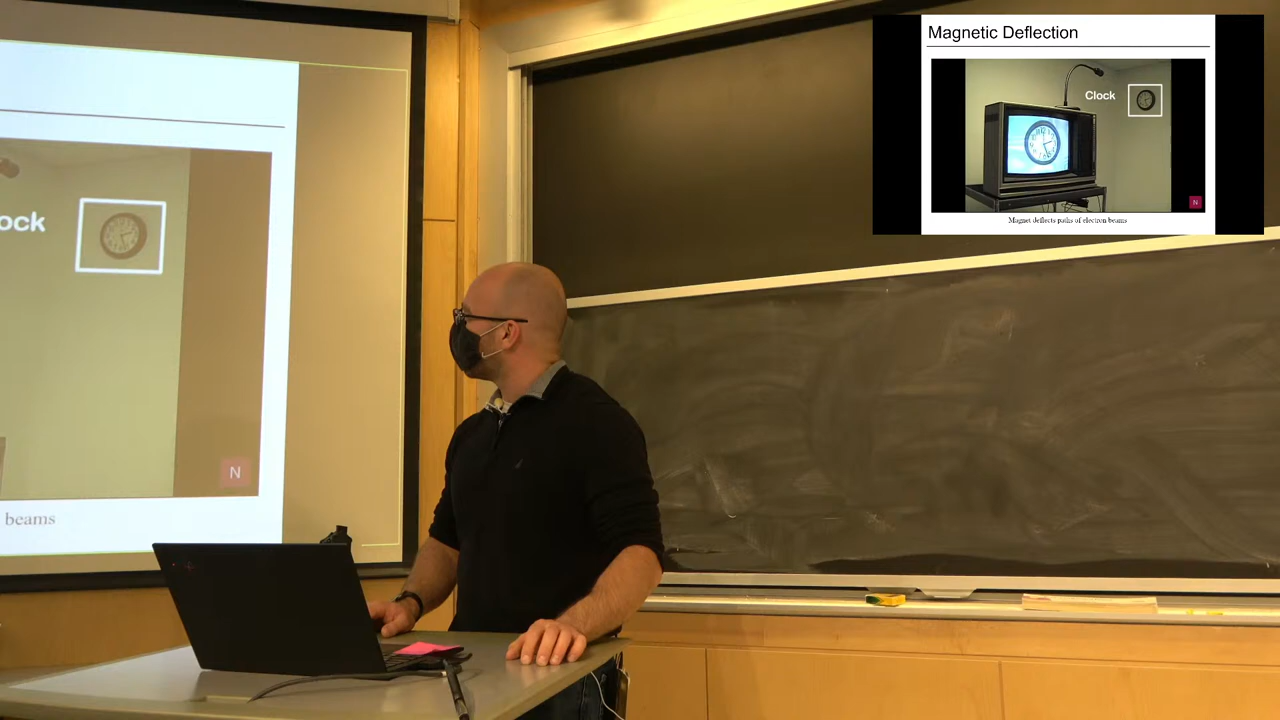 ock
N
beams
Magnetic Deflection
Clock
N
Magnet deflects paths of electron beams